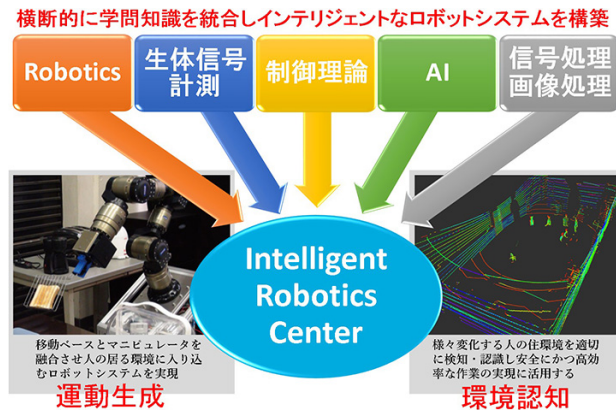 横断的に学問知識を統合しインテリジェントなロボットシステムを構築
Robotics
生体信号
計測
制御理論
AI
信号処理
画像処理
Intelligent
Robotics
Center
移動ベースとマニピュレータを
融合させ人の居る環境に入り込
むロボットシステムを実現
運動生成
様々変化する人の住環境を適切
に検知・認識し安全にかつ高効
率な作業の実現に活用する
環境認知